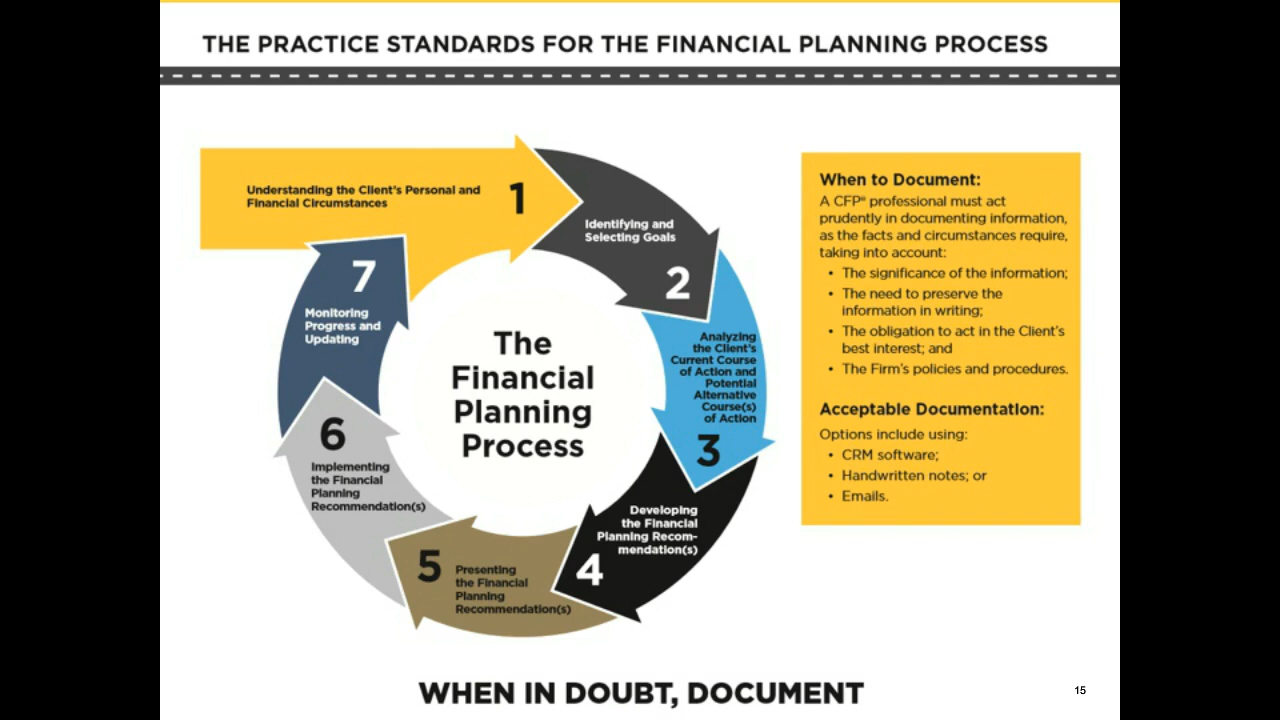 THE PRACTICE STANDARDS FOR THE FINANCIAL PLANNING PROCESS
Understanding the Client's Personal and
Financial Circumstances
1
Identifying and
Selecting Goals
2
Analyzing
the Client's
Current Course
of Action and
Potential
Alternative
Course(s)
of Action
3
Developing
the Financial
Planning Recom-
mendation(s)
4
5
Presenting
the Financial
Planning
Recommendation(s)
6
Implementing
the Financial
Planning
Recommendation(s)
7
Monitoring
Progress and
Updating
The
Financial
Planning
Process
When to Document:
A CFP® professional must act
prudently in documenting information,
as the facts and circumstances require,
taking into account:
• The significance of the information;
• The need to preserve the
information in writing;
• The obligation to act in the Client's
best interest; and
• The Firm's policies and procedures.
Acceptable Documentation:
Options include using:
• CRM software;
• Handwritten notes; or
• Emails.
WHEN IN DOUBT, DOCUMENT
15